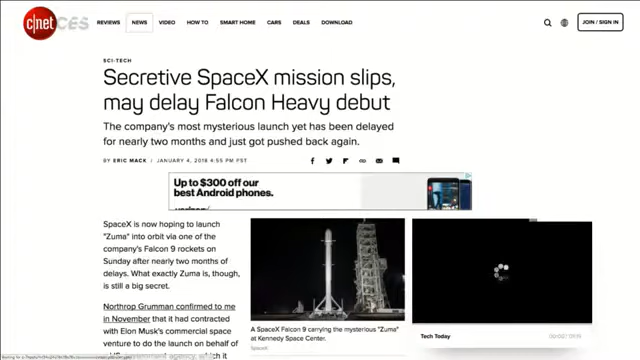 c|net CES REVIEWS NEWS VIDEO HOW TO SMART HOME CARS DEALS DOWNLOAD JOIN / SIGN IN
SCI-TECH
Secretive SpaceX mission slips,
may delay Falcon Heavy debut
The company's most mysterious launch yet has been delayed
for nearly two months and just got pushed back again.
BY ERIC MACK / JANUARY 4, 2018 4:55 PM PST
Up to $300 off our
best Android phones.
verizon
SpaceX is now hoping to launch
"Zuma" into orbit via one of the
company's Falcon 9 rockets on
Sunday after nearly two months of
delays. What exactly Zuma is, though,
is still a big secret.
Northrop Grumman confirmed to me
in November that it had contracted
with Elon Musk's commercial space
venture to do the launch on behalf of
a US government agency, which it
A SpaceX Falcon 9 carrying the mysterious "Zuma"
at Kennedy Space Center.
SpaceX
Tech Today